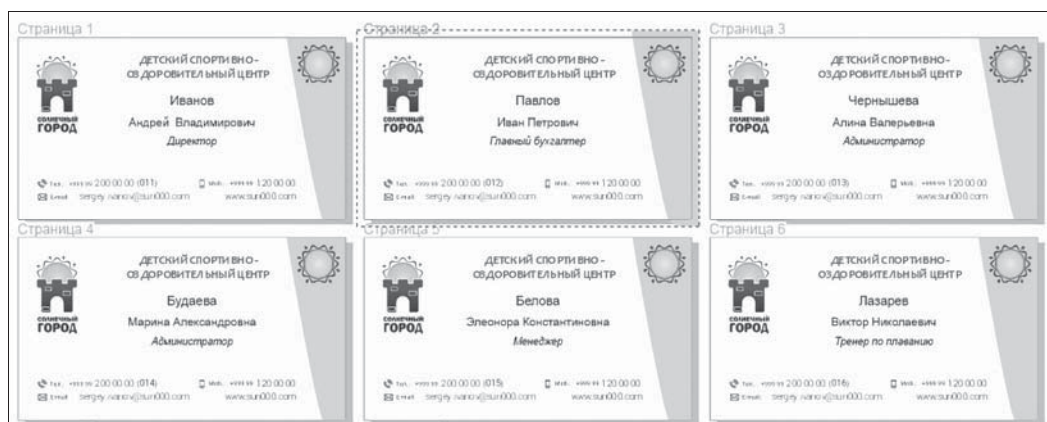 Страница 1
ДЕТСКИЙ СПОРТИВНО-
ОЗДОРОВИТЕЛЬНЫЙ ЦЕНТР
Иванов
Андрей Владимирович
Директор
СОЛНЕЧНЫЙ
ГОРОД
200 00 00 (011)
120 00 00
www.sun000.com
Страница 2
ДЕТСКИЙ СПОРТИВНО-
ОЗДОРОВИТЕЛЬНЫЙ ЦЕНТР
Павлов
Иван Петрович
Главный бухгалтер
СОЛНЕЧНЫЙ
ГОРОД
200 00 00 (012)
120 00 00
www.sun000.com
Страница 3
ДЕТСКИЙ СПОРТИВНО-
ОЗДОРОВИТЕЛЬНЫЙ ЦЕНТР
Чернышева
Алина Валерьевна
Администратор
СОЛНЕЧНЫЙ
ГОРОД
200 00 00 (013)
120 00 00
www.sun000.com
Страница 4
ДЕТСКИЙ СПОРТИВНО-
ОЗДОРОВИТЕЛЬНЫЙ ЦЕНТР
Будаева
Марина Александровна
Администратор
СОЛНЕЧНЫЙ
ГОРОД
200 00 00 (014)
120 00 00
www.sun000.com
Страница 5
ДЕТСКИЙ СПОРТИВНО-
ОЗДОРОВИТЕЛЬНЫЙ ЦЕНТР
Белова
Элеонора Константиновна
Менеджер
СОЛНЕЧНЫЙ
ГОРОД
200 00 00 (015)
120 00 00
www.sun000.com
Страница 6
ДЕТСКИЙ СПОРТИВНО-
ОЗДОРОВИТЕЛЬНЫЙ ЦЕНТР
Лазарев
Виктор Николаевич
Тренер по плаванию
СОЛНЕЧНЫЙ
ГОРОД
200 00 00 (016)
120 00 00
www.sun000.com